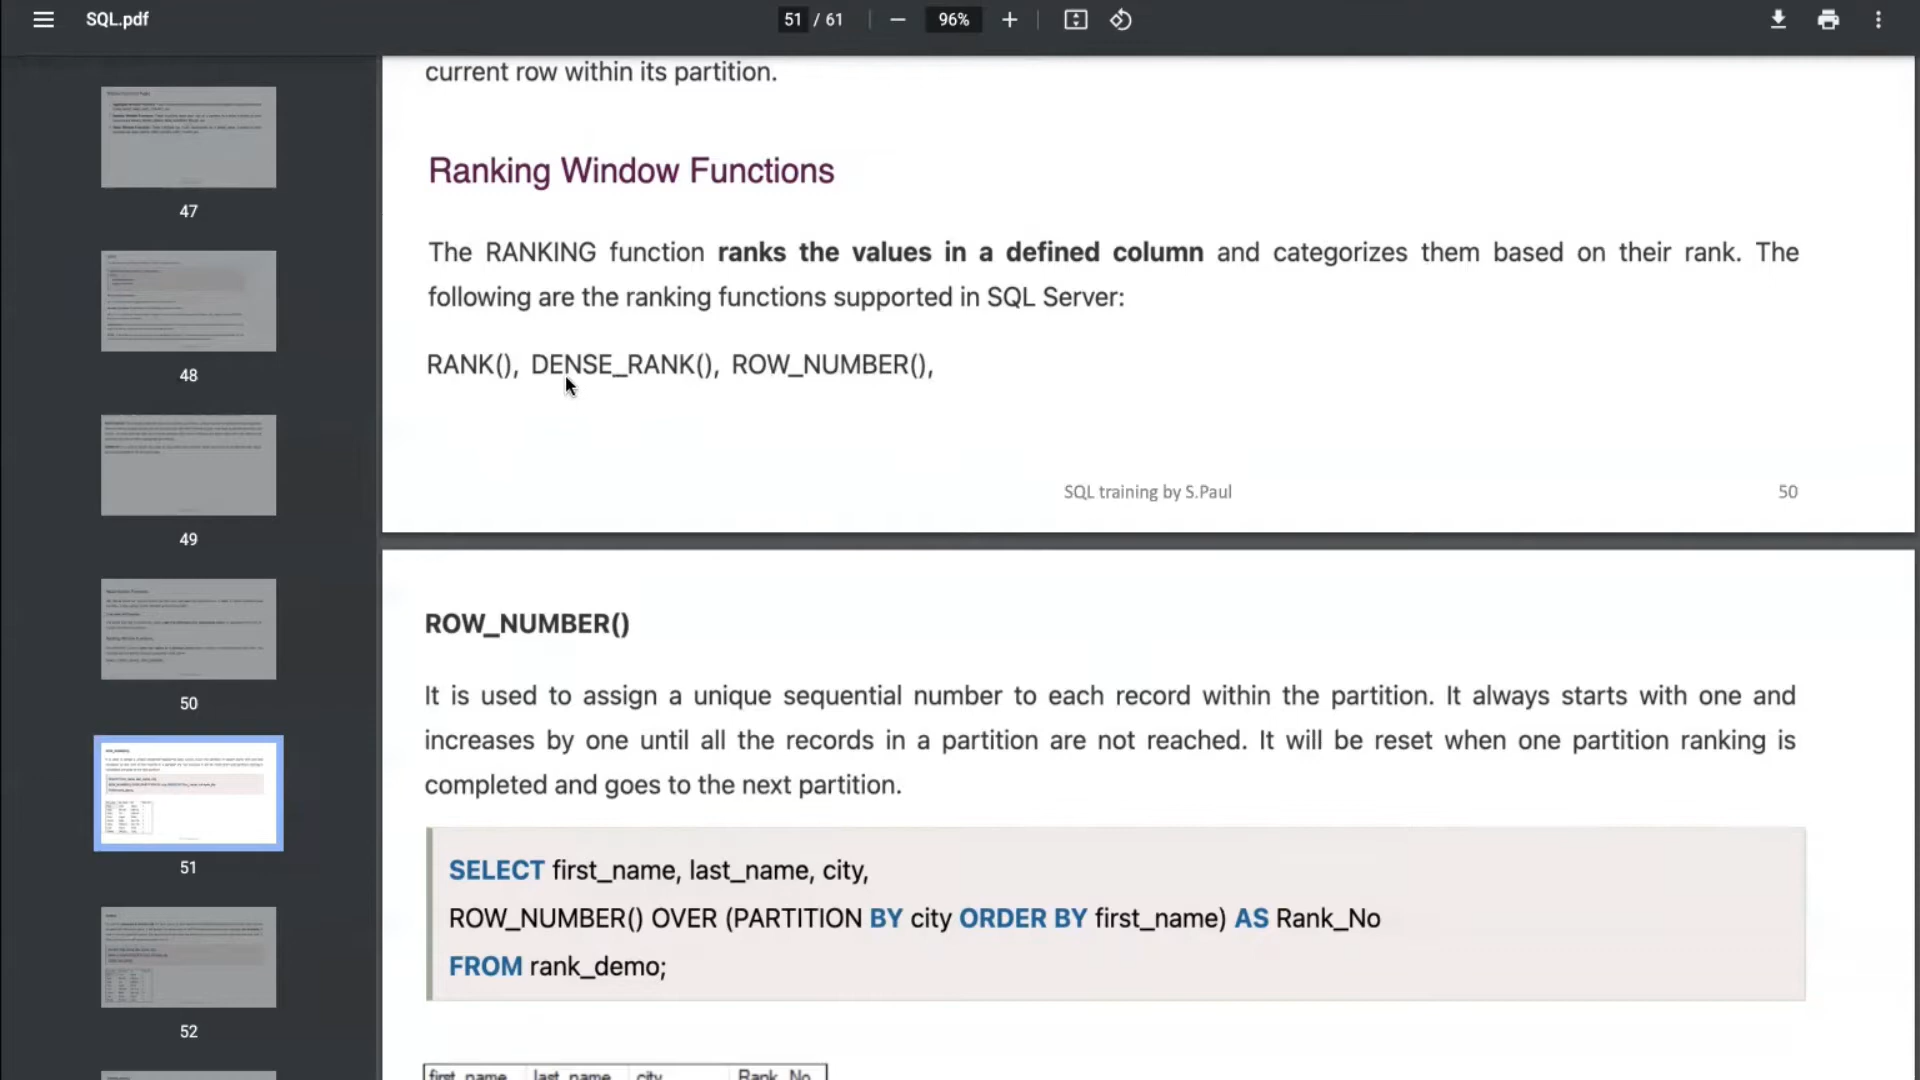 SQL.pdf
51 / 61
96%
47
48
49
50
51
52
current row within its partition.
Ranking Window Functions
The RANKING function ranks the values in a defined column and categorizes them based on their rank. The
following are the ranking functions supported in SQL Server:
RANK(), DENSE_RANK(), ROW_NUMBER(),
SQL training by S.Paul
50
ROW_NUMBER()
It is used to assign a unique sequential number to each record within the partition. It always starts with one and
increases by one until all the records in a partition are not reached. It will be reset when one partition ranking is
completed and goes to the next partition.
SELECT first_name, last_name, city,
ROW_NUMBER() OVER (PARTITION BY city ORDER BY first_name) AS Rank_No
FROM rank_demo;
first_name last_name city Rank_No